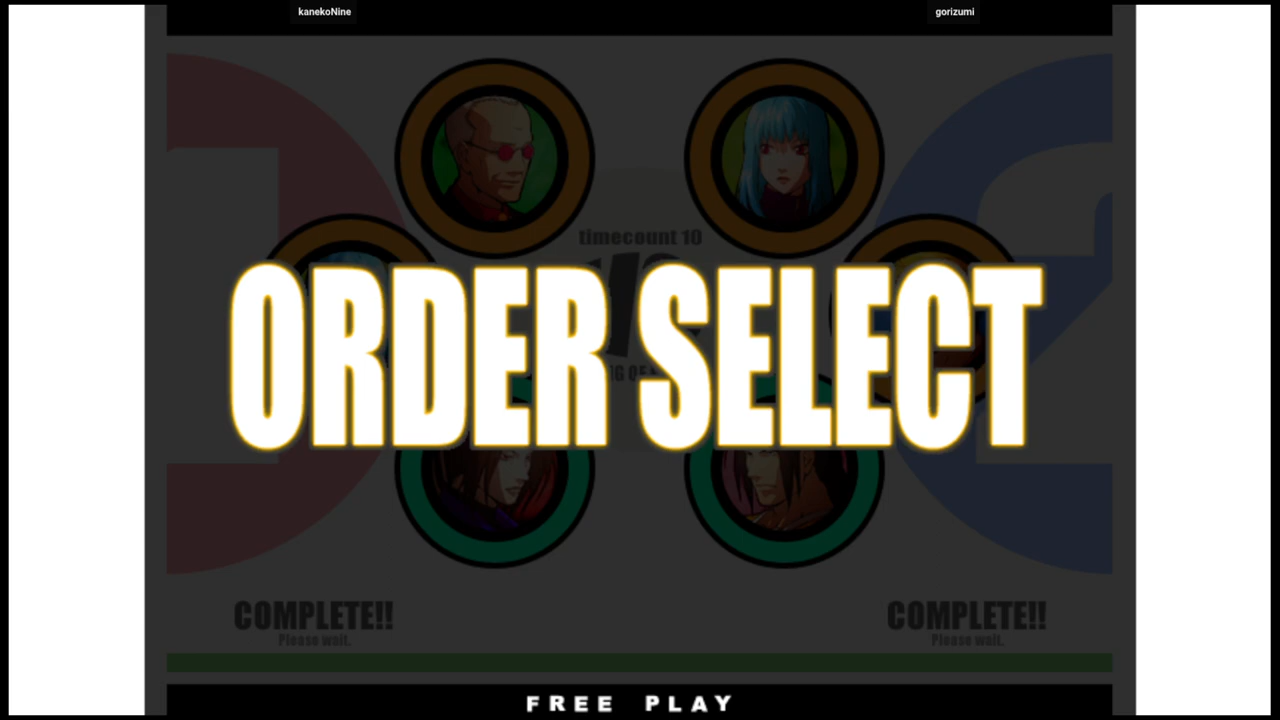 kanekoNine
gorizumi
timecount 10
ORDER SELECT
COMPLETE!!
Please wait.
COMPLETE!!
Please wait.
FREE PLAY